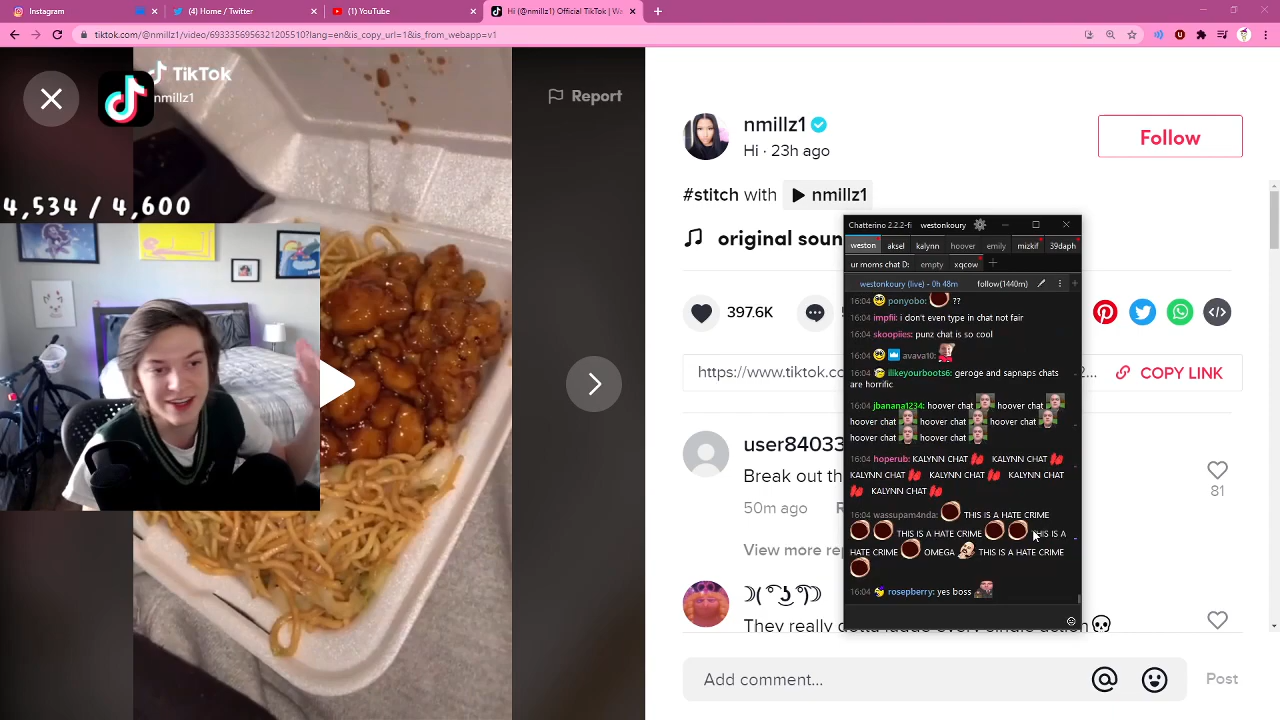 Instagram
(4) Home / Twitter
(1) YouTube
Hi (@nmillz1) Official TikTok | Wa
tiktok.com/@nmillz1/video/6933356956321205510?lang=en&is_copy_url=1&is_from_webapp=v1
TikTok
nmillz1
Report
4,534 / 4,600
nmillz1
Hi · 23h ago
Follow
#stitch with nmillz1
original soun
397.6K
https://www.tiktok.co
2...
COPY LINK
user84033
Break out th
50m ago
View more rep
81
They really
every single action
Add comment...
Post
Chatterino 2.2.2-fi westonkoury
weston aksel kalynn hoover emily mizkif 39daph
ur moms chat D: empty xqcow
westonkoury (live) - 0h 48m follow(1440m)
16:04 ponyobo: ??
16:04 impfii: i don't even type in chat not fair
16:04 skoopiies: punz chat is so cool
16:04 avava10:
16:04 ilikeyourboots6: geroge and sapnaps chats
are horrific
16:04 jbanana1234: hoover chat hoover chat
hoover chat hoover chat
hoover chat hoover chat
16:04 hoperub: KALYNN CHAT KALYNN CHAT
KALYNN CHAT KALYNN CHAT KALYNN CHAT
KALYNN CHAT
16:04 wassupam4nda: THIS IS A HATE CRIME
THIS IS A HATE CRIME THIS IS A
HATE CRIME OMEGA THIS IS A HATE CRIME
16:04 rosepberry: yes boss